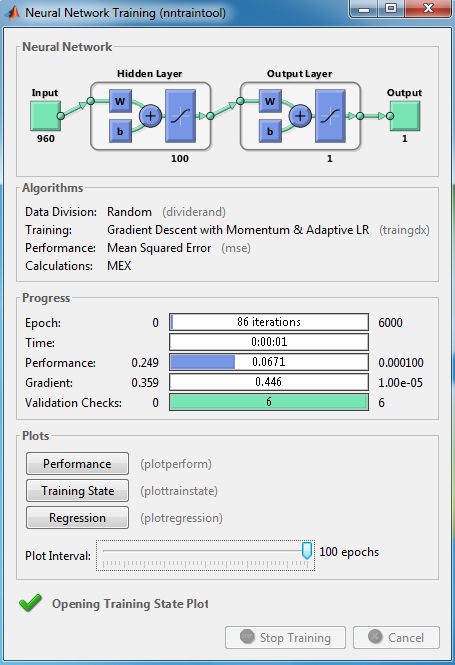 Neural Network Training (nntraintool)
Neural Network
Hidden Layer Output Layer
Input Output
W W
b + b +
960 100 1 1
Algorithms
Data Division: Random (dividerand)
Training: Gradient Descent with Momentum & Adaptive LR (traingdx)
Performance: Mean Squared Error (mse)
Calculations: MEX
Progress
Epoch: 0 86 iterations 6000
Time: 0:00:01
Performance: 0.249 0.0671 0.000100
Gradient: 0.359 0.446 1.00e-05
Validation Checks: 0 6 6
Plots
Performance (plotperform)
Training State (plottrainstate)
Regression (plotregression)
Plot Interval: 100 epochs
Opening Training State Plot
Stop Training Cancel